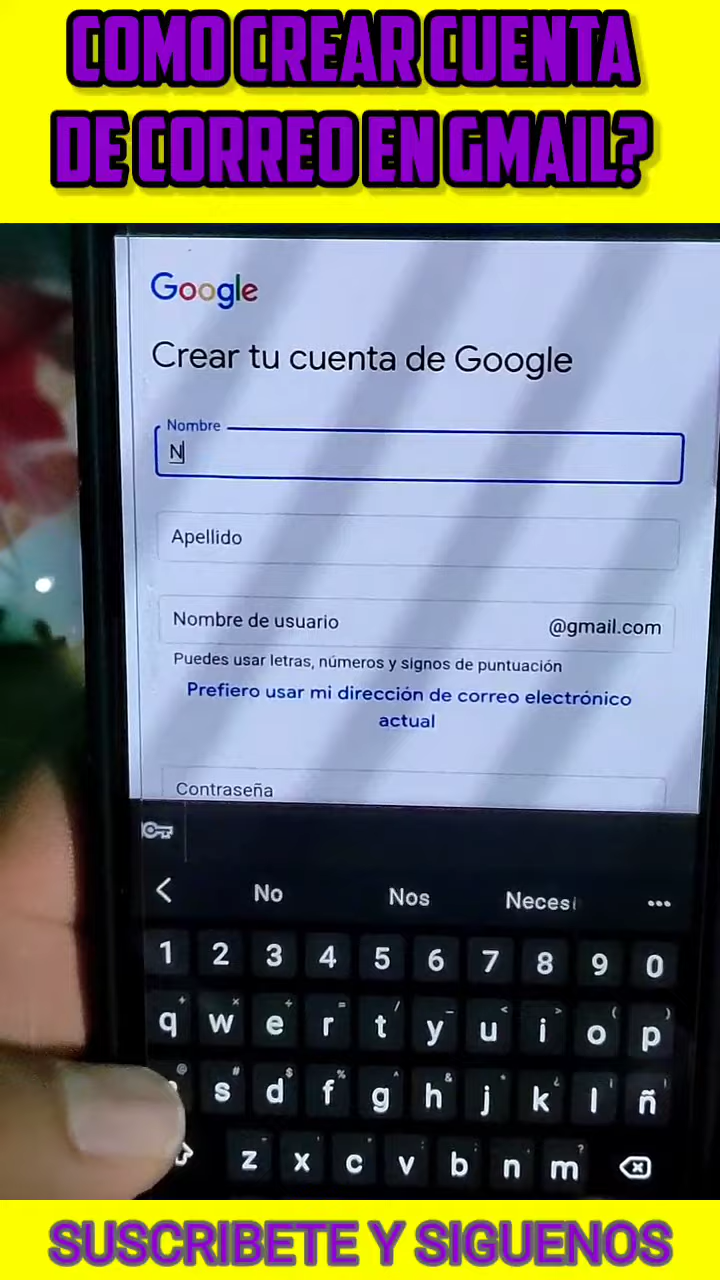 COMO CREAR CUENTA
DE CORREO EN GMAIL?
Google
Crear tu cuenta de Google
Nombre
N
Apellido
Nombre de usuario @gmail.com
Puedes usar letras, números y signos de puntuación
Prefiero usar mi dirección de correo electrónico
actual
Contraseña
No Nos Necesi
1 2 3 4 5 6 7 8 9 0
q w e r t y u i o p
s d f g h j k l ñ
z x c v b n m
SUSCRIBETE Y SIGUENOS